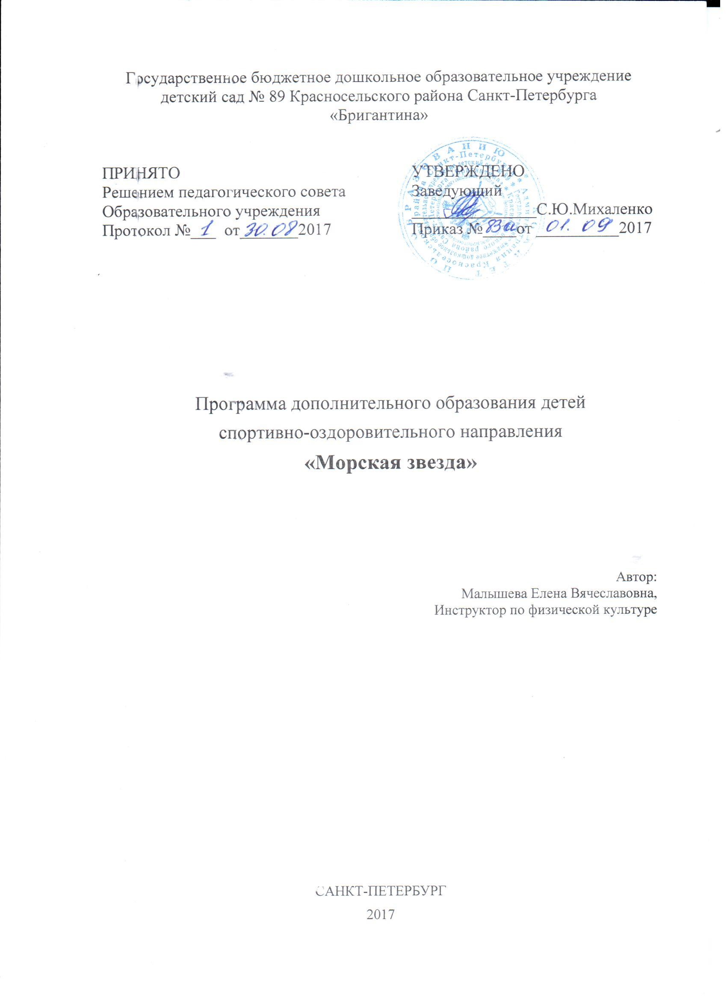 Государственное бюджетное дошкольное образовательное учреждение
детский сад № 89 Красносельского района Санкт-Петербурга
«Бригантина»
ПРИНЯТО
Решением педагогического совета
Образовательного учреждения
Протокол № 1 от 30.08 2017
УТВЕРЖДЕНО
Заведующий
С.Ю.Михаленко
Приказ № 83а от 01.09 2017
Программа дополнительного образования детей
спортивно-оздоровительного направления
«Морская звезда»
Автор:
Малышева Елена Вячеславовна,
Инструктор по физической культуре
САНКТ-ПЕТЕРБУРГ
2017